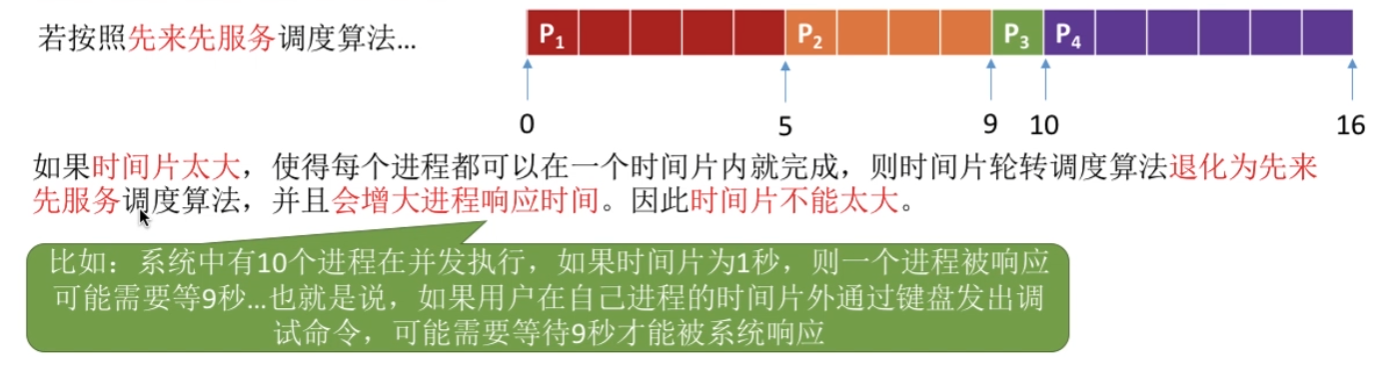 若按照先来先服务调度算法...
P1 P2 P3 P4
0 5 9 10 16
如果时间片太大，使得每个进程都可以在一个时间片内就完成，则时间片轮转调度算法退化为先来
先服务调度算法，并且会增大进程响应时间。因此时间片不能太大。
比如：系统中有10个进程在并发执行，如果时间片为1秒，则一个进程被响应
可能需要等9秒...也就是说，如果用户在自己进程的时间片外通过键盘发出调
试命令，可能需要等待9秒才能被系统响应